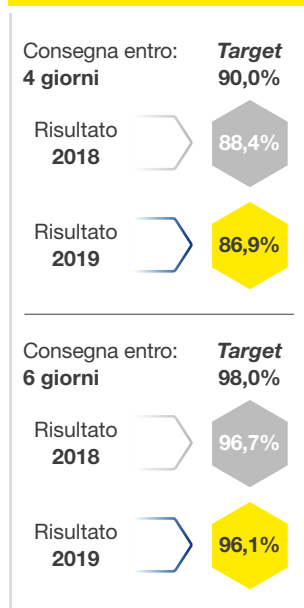 Consegna entro: Target
4 giorni 90,0%
Risultato
2018
88,4%
Risultato
2019
86,9%
Consegna entro: Target
6 giorni 98,0%
Risultato
2018
96,7%
Risultato
2019
96,1%